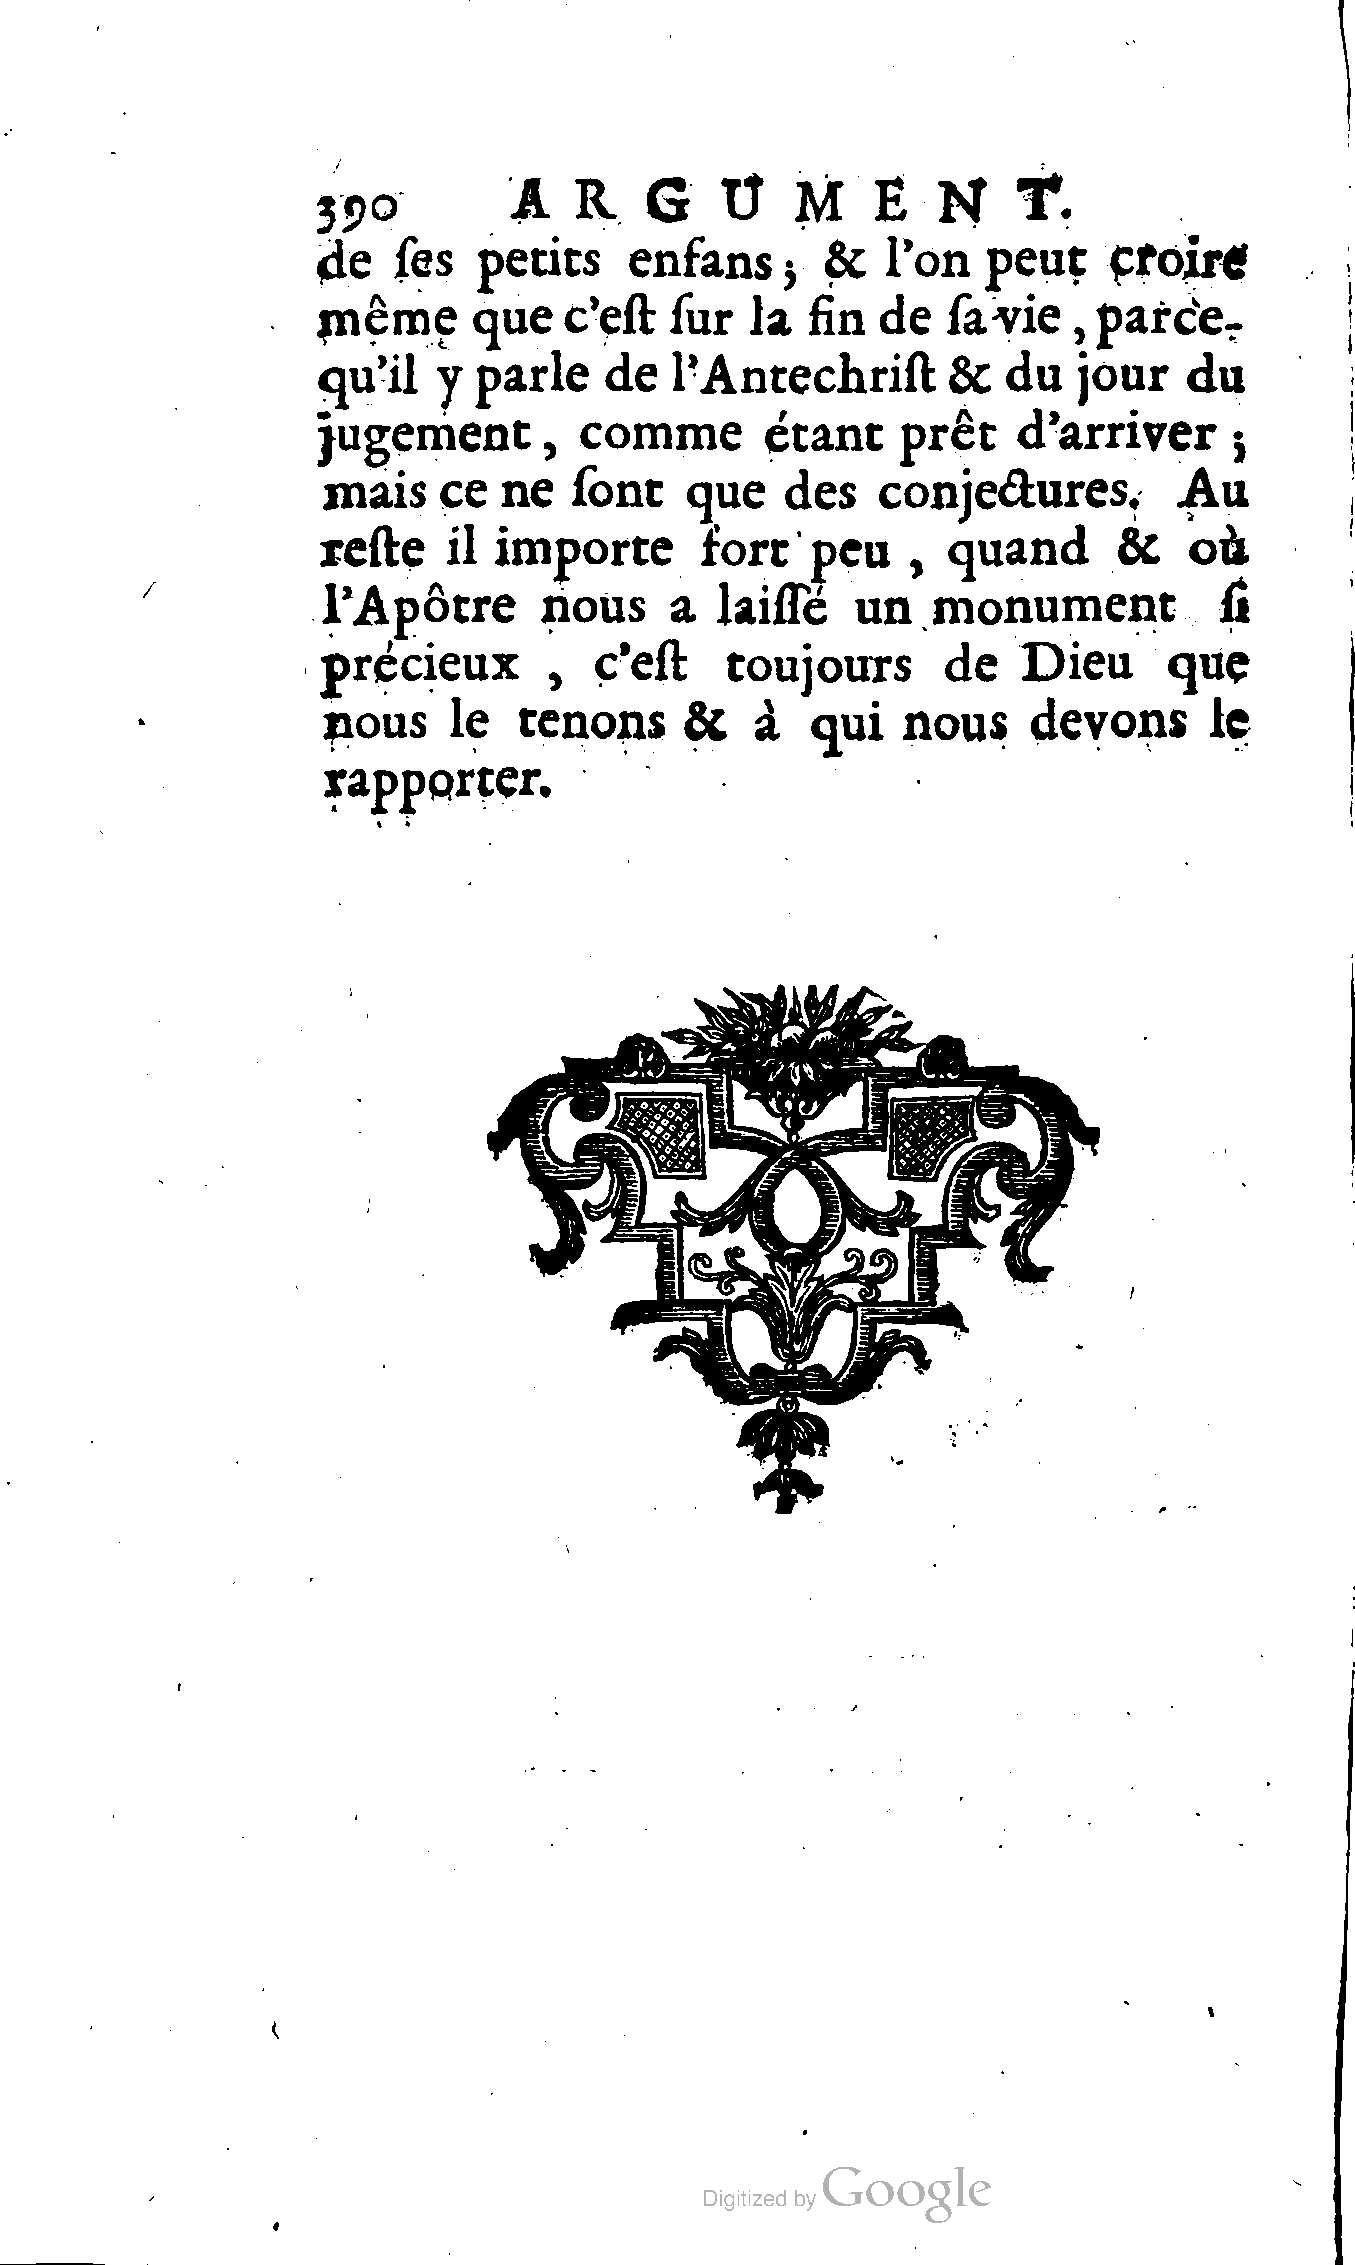 390 ARGUMENT.
de ſes petits enfans; & l'on peut croire
même que c'eſt ſur la fin de ſa vie, parce-
qu'il y parle de l'Antechriſt & du jour du
jugement, comme étant prêt d'arriver;
mais ce ne ſont que des conjectures. Au
reſte il importe fort peu, quand & où
l'Apôtre nous a laiſſé un monument ſi
précieux, c'eſt toujours de Dieu que
nous le tenons & à qui nous devons le
rapporter.
Digitized by Google